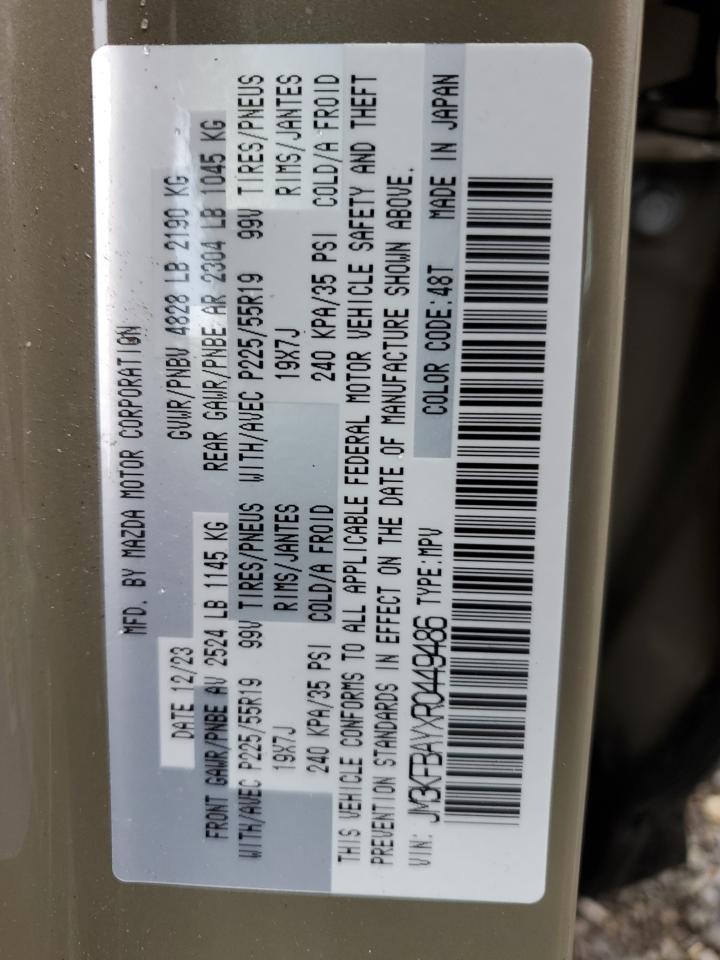 MFD. BY MAZDA MOTOR CORPORATION
DATE 12/23 GVWR/PNBV 4828 LB 2190 KG
FRONT GAWR/PNBE AV 2524 LB 1145 KG REAR GAWR/PNBE AR 2304 LB 1045 KG
WITH/AVEC P225/55R19 99V TIRES/PNEUS WITH/AVEC P225/55R19 99V TIRES/PNEUS
19X7J RIMS/JANTES 19X7J RIMS/JANTES
240 KPA/35 PSI COLD/A FROID 240 KPA/35 PSI COLD/A FROID
THIS VEHICLE CONFORMS TO ALL APPLICABLE FEDERAL MOTOR VEHICLE SAFETY AND THEFT
PREVENTION STANDARDS IN EFFECT ON THE DATE OF MANUFACTURE SHOWN ABOVE.
VIN: JM3KFBAYXR0449486 TYPE:MPV COLOR CODE:48T MADE IN JAPAN